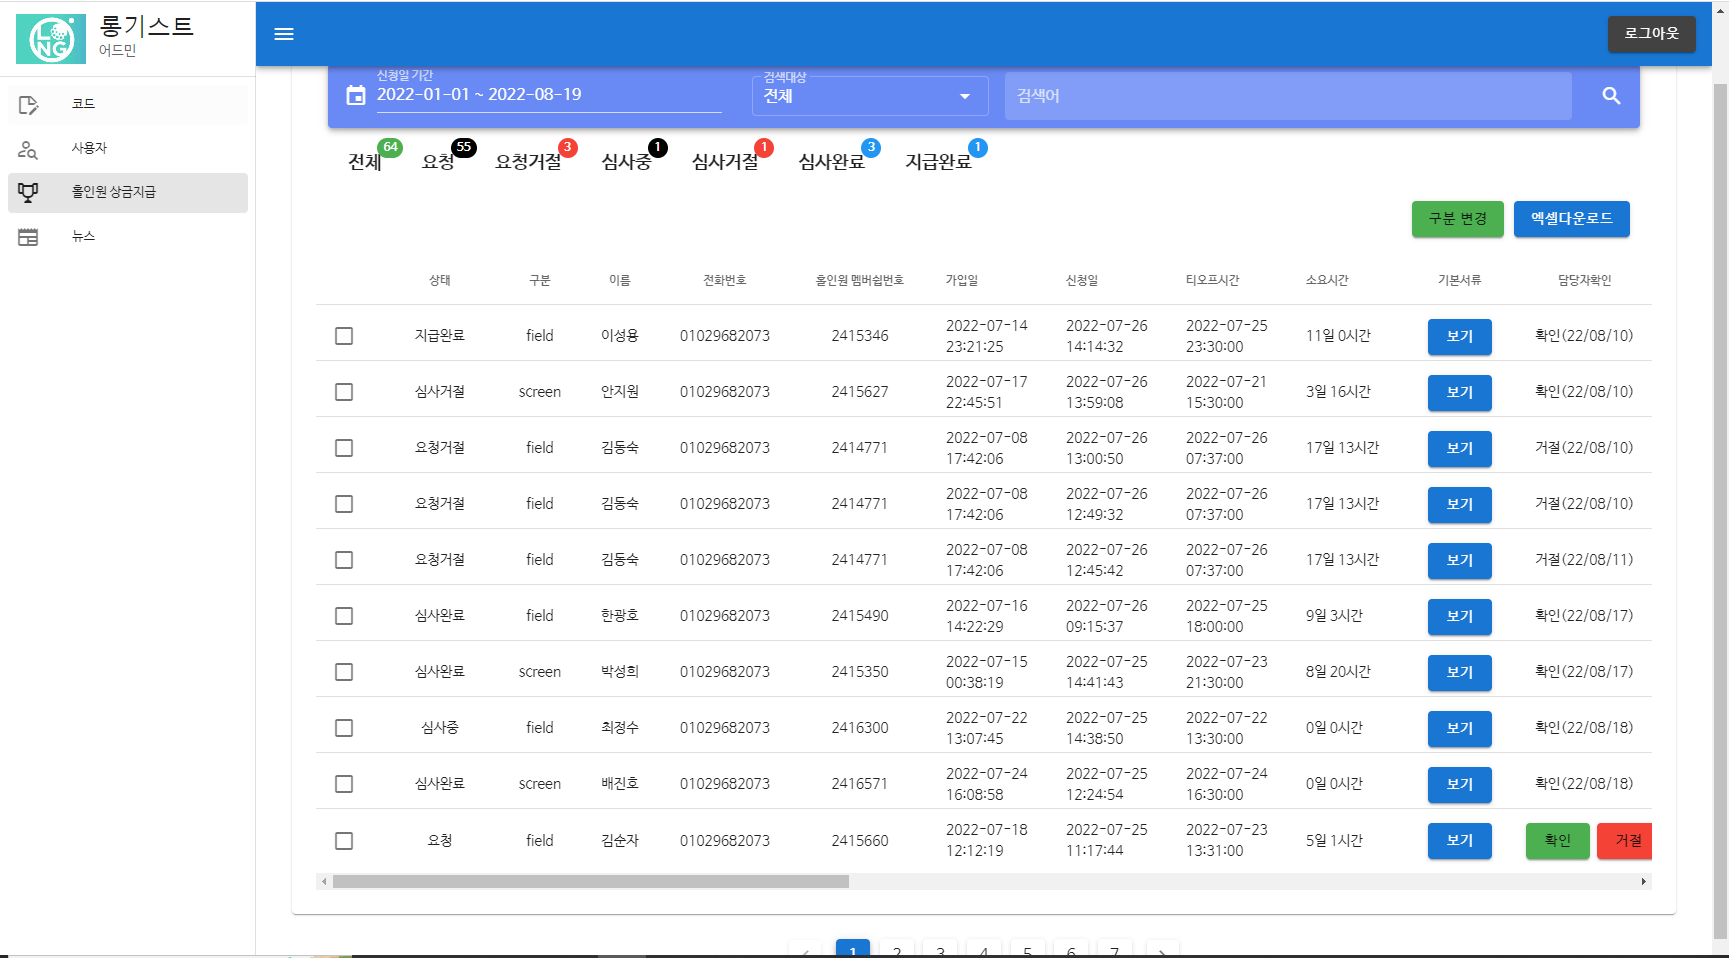 LONG
롱기스트
어드민
로그아웃
코드
사용자
홀인원 상금지급
뉴스
신청일 기간
2022-01-01 ~ 2022-08-19
검색대상
전체
검색어
전체 64
요청 55
요청거절 3
심사중 1
심사거절 1
심사완료 3
지급완료 1
구분 변경
엑셀다운로드
상태 구분 이름 전화번호 홀인원 멤버쉽번호 가입일 신청일 티오프시간 소요시간 기본서류 담당자확인
지급완료 field 이성용 01029682073 2415346 2022-07-14 23:21:25 2022-07-26 14:14:32 2022-07-25 23:30:00 11일 0시간 보기 확인(22/08/10)
심사거절 screen 안지원 01029682073 2415627 2022-07-17 22:45:51 2022-07-26 13:59:08 2022-07-21 15:30:00 3일 16시간 보기 확인(22/08/10)
요청거절 field 김동숙 01029682073 2414771 2022-07-08 17:42:06 2022-07-26 13:00:50 2022-07-26 07:37:00 17일 13시간 보기 거절(22/08/10)
요청거절 field 김동숙 01029682073 2414771 2022-07-08 17:42:06 2022-07-26 12:49:32 2022-07-26 07:37:00 17일 13시간 보기 거절(22/08/10)
요청거절 field 김동숙 01029682073 2414771 2022-07-08 17:42:06 2022-07-26 12:45:42 2022-07-26 07:37:00 17일 13시간 보기 거절(22/08/11)
심사완료 field 한광호 01029682073 2415490 2022-07-16 14:22:29 2022-07-26 09:15:37 2022-07-25 18:00:00 9일 3시간 보기 확인(22/08/17)
심사완료 screen 박성희 01029682073 2415350 2022-07-15 00:38:19 2022-07-25 14:41:43 2022-07-23 21:30:00 8일 20시간 보기 확인(22/08/17)
심사중 field 최정수 01029682073 2416300 2022-07-22 13:07:45 2022-07-25 14:38:50 2022-07-22 13:30:00 0일 0시간 보기 확인(22/08/18)
심사완료 screen 배진호 01029682073 2416571 2022-07-24 16:08:58 2022-07-25 12:24:54 2022-07-24 16:30:00 0일 0시간 보기 확인(22/08/18)
요청 field 김순자 01029682073 2415660 2022-07-18 12:12:19 2022-07-25 11:17:44 2022-07-23 13:31:00 5일 1시간 보기 확인 거절
1 2 3 4 5 6 7